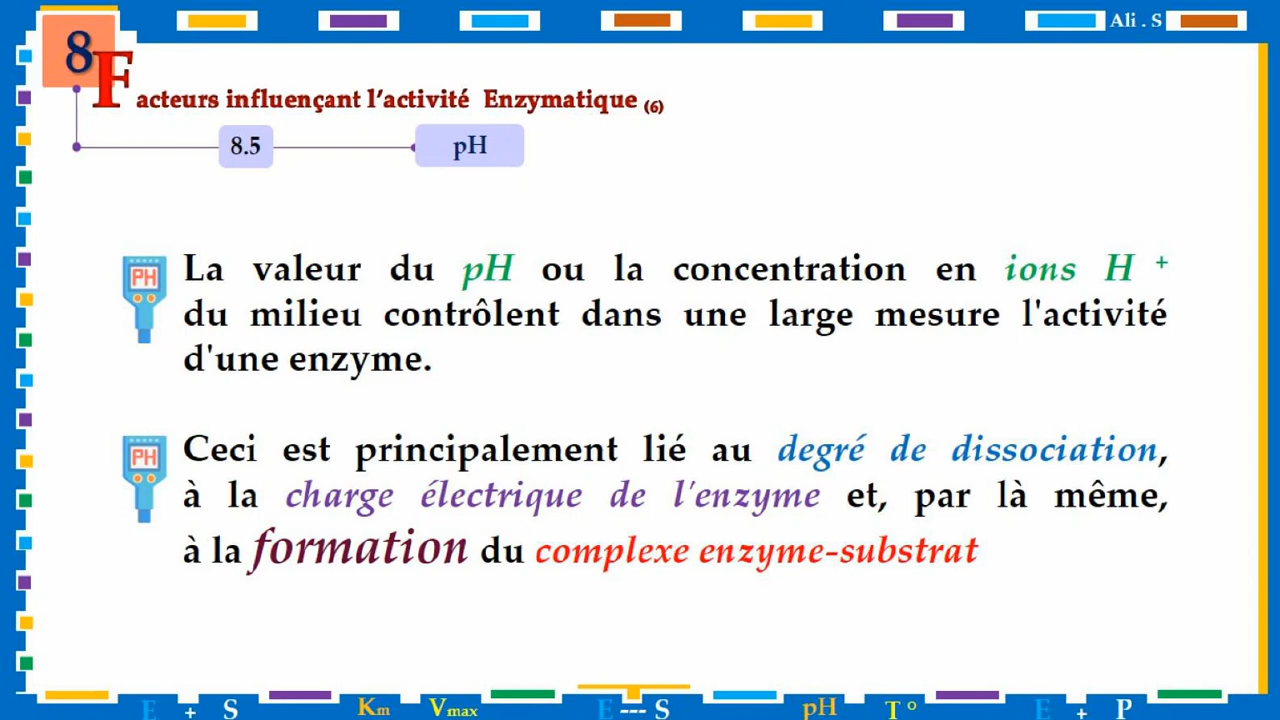 Ali . S
8
Facteurs influençant l’activité Enzymatique (6)
8.5
pH
PH
La valeur du pH ou la concentration en ions H +
du milieu contrôlent dans une large mesure l'activité
d'une enzyme.
PH
Ceci est principalement lié au degré de dissociation,
à la charge électrique de l'enzyme et, par là même,
à la formation du complexe enzyme-substrat
E + S Km Vmax E --- S pH T° E + P